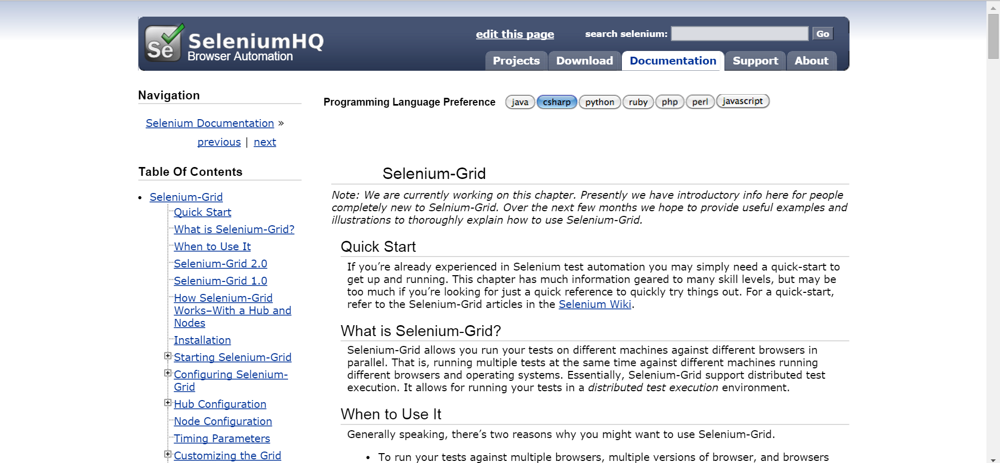 Se
SeleniumHQ
Browser Automation
edit this page
search selenium:
Go
Projects
Download
Documentation
Support
About
Navigation
Selenium Documentation »
previous | next
Table Of Contents
• Selenium-Grid
Quick Start
What is Selenium-Grid?
When to Use It
Selenium-Grid 2.0
Selenium-Grid 1.0
How Selenium-Grid
Works–With a Hub and
Nodes
Installation
Starting Selenium-Grid
Configuring Selenium-
Grid
Hub Configuration
Node Configuration
Timing Parameters
Customizing the Grid
Programming Language Preference
java
csharp
python
ruby
php
perl
javascript
Selenium-Grid
Note: We are currently working on this chapter. Presently we have introductory info here for people
completely new to Selnium-Grid. Over the next few months we hope to provide useful examples and
illustrations to thoroughly explain how to use Selenium-Grid.
Quick Start
If you’re already experienced in Selenium test automation you may simply need a quick-start to
get up and running. This chapter has much information geared to many skill levels, but may be
too much if you’re looking for just a quick reference to quickly try things out. For a quick-start,
refer to the Selenium-Grid articles in the Selenium Wiki.
What is Selenium-Grid?
Selenium-Grid allows you run your tests on different machines against different browsers in
parallel. That is, running multiple tests at the same time against different machines running
different browsers and operating systems. Essentially, Selenium-Grid support distributed test
execution. It allows for running your tests in a distributed test execution environment.
When to Use It
Generally speaking, there’s two reasons why you might want to use Selenium-Grid.
• To run your tests against multiple browsers, multiple versions of browser, and browsers